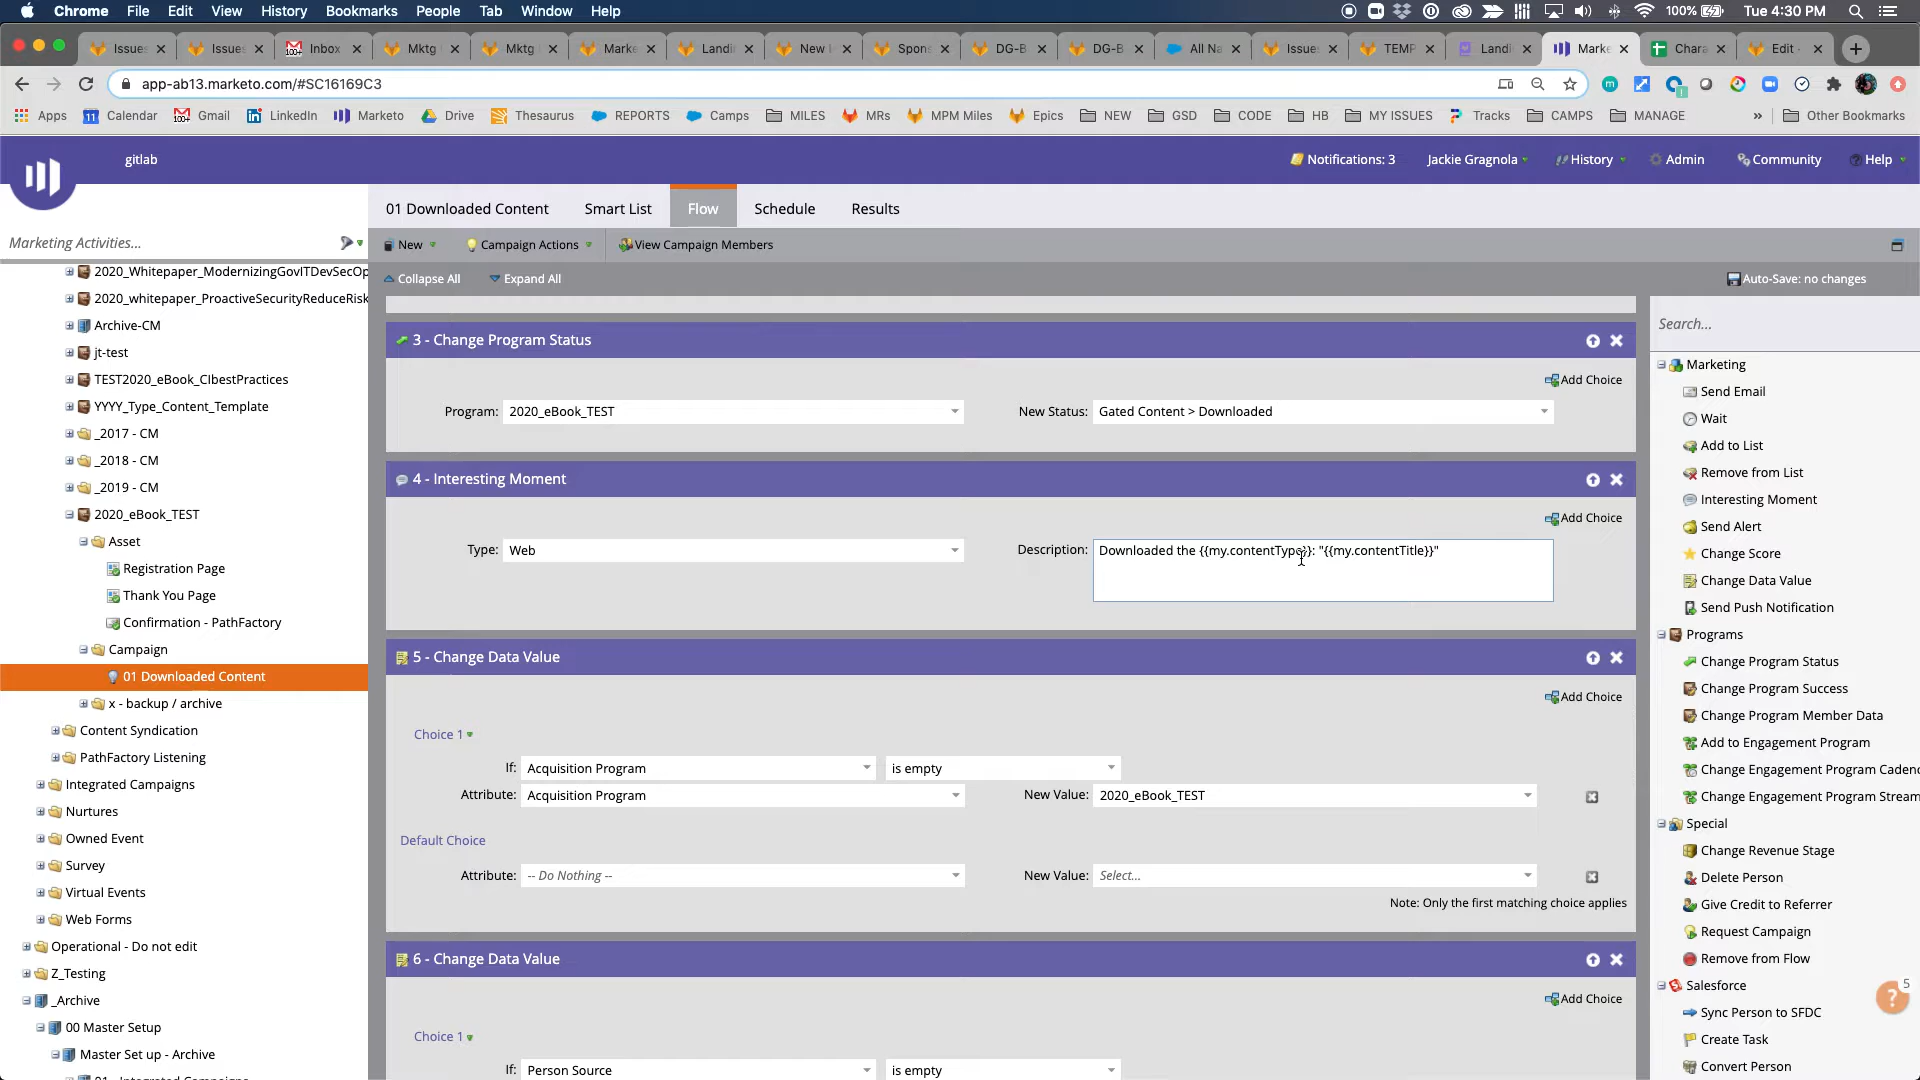 Chrome File Edit View History Bookmarks People Tab Window Help 100% Tue 4:30 PM
Issues Issues Inbox Mktg Mktg Marke Landin New I Spons DG-B DG-B All Na Issues TEMP Landi Marke Chara Edit -
app-ab13.marketo.com/#SC16169C3
Apps Calendar Gmail LinkedIn Marketo Drive Thesaurus REPORTS Camps MILES MRs MPM Miles Epics NEW GSD CODE HB MY ISSUES Tracks CAMPS MANAGE » Other Bookmarks
gitlab Notifications: 3 Jackie Gragnola History Admin Community Help
01 Downloaded Content Smart List Flow Schedule Results
Marketing Activities...
New Campaign Actions View Campaign Members
Collapse All Expand All Auto-Save: no changes
2020_Whitepaper_ModernizingGovITDevSecOp
2020_whitepaper_ProactiveSecurityReduceRisk
Archive-CM
jt-test
TEST2020_eBook_CIbestPractices
YYYY_Type_Content_Template
_2017 - CM
_2018 - CM
_2019 - CM
2020_eBook_TEST
Asset
Registration Page
Thank You Page
Confirmation - PathFactory
Campaign
01 Downloaded Content
x - backup / archive
Content Syndication
PathFactory Listening
Integrated Campaigns
Nurtures
Owned Event
Survey
Virtual Events
Web Forms
Operational - Do not edit
Z_Testing
_Archive
00 Master Setup
Master Set up - Archive
3 - Change Program Status
Add Choice
Program: 2020_eBook_TEST New Status: Gated Content > Downloaded
4 - Interesting Moment
Add Choice
Type: Web Description: Downloaded the {{my.contentType}}: "{{my.contentTitle}}"
5 - Change Data Value
Add Choice
Choice 1
If: Acquisition Program is empty
Attribute: Acquisition Program New Value: 2020_eBook_TEST
Default Choice
Attribute: -- Do Nothing -- New Value: Select...
Note: Only the first matching choice applies
6 - Change Data Value
Add Choice
Choice 1
If: Person Source is empty
Search...
Marketing
Send Email
Wait
Add to List
Remove from List
Interesting Moment
Send Alert
Change Score
Change Data Value
Send Push Notification
Programs
Change Program Status
Change Program Success
Change Program Member Data
Add to Engagement Program
Change Engagement Program Cadenc
Change Engagement Program Stream
Special
Change Revenue Stage
Delete Person
Give Credit to Referrer
Request Campaign
Remove from Flow
Salesforce
Sync Person to SFDC
Create Task
Convert Person
? 5